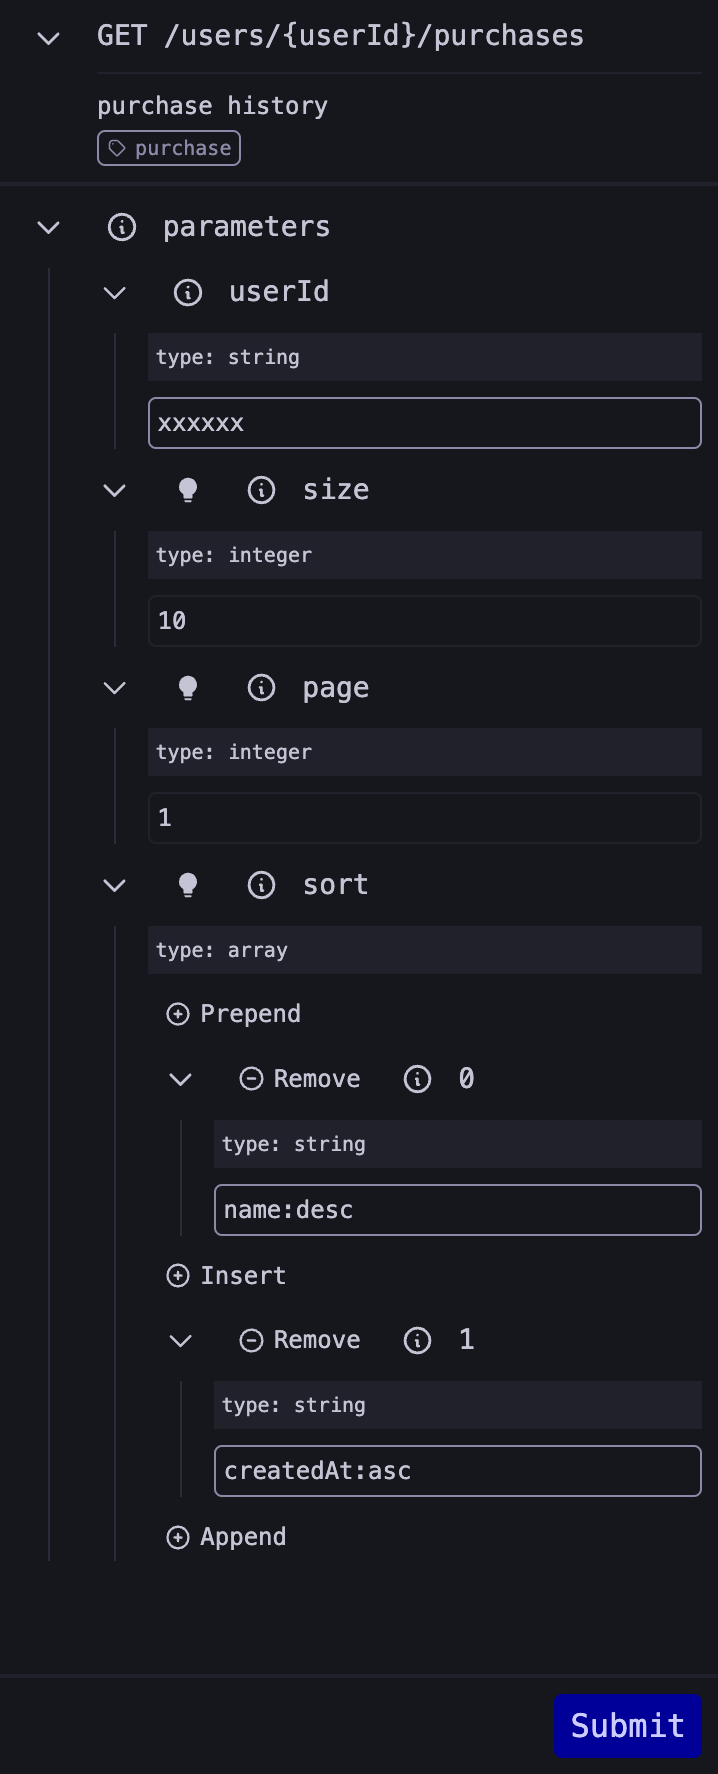 GET /users/{userId}/purchases
purchase history
purchase
parameters
userId
type: string
xxxxxx
size
type: integer
10
page
type: integer
1
sort
type: array
Prepend
Remove 0
type: string
name:desc
Insert
Remove 1
type: string
createdAt:asc
Append
Submit